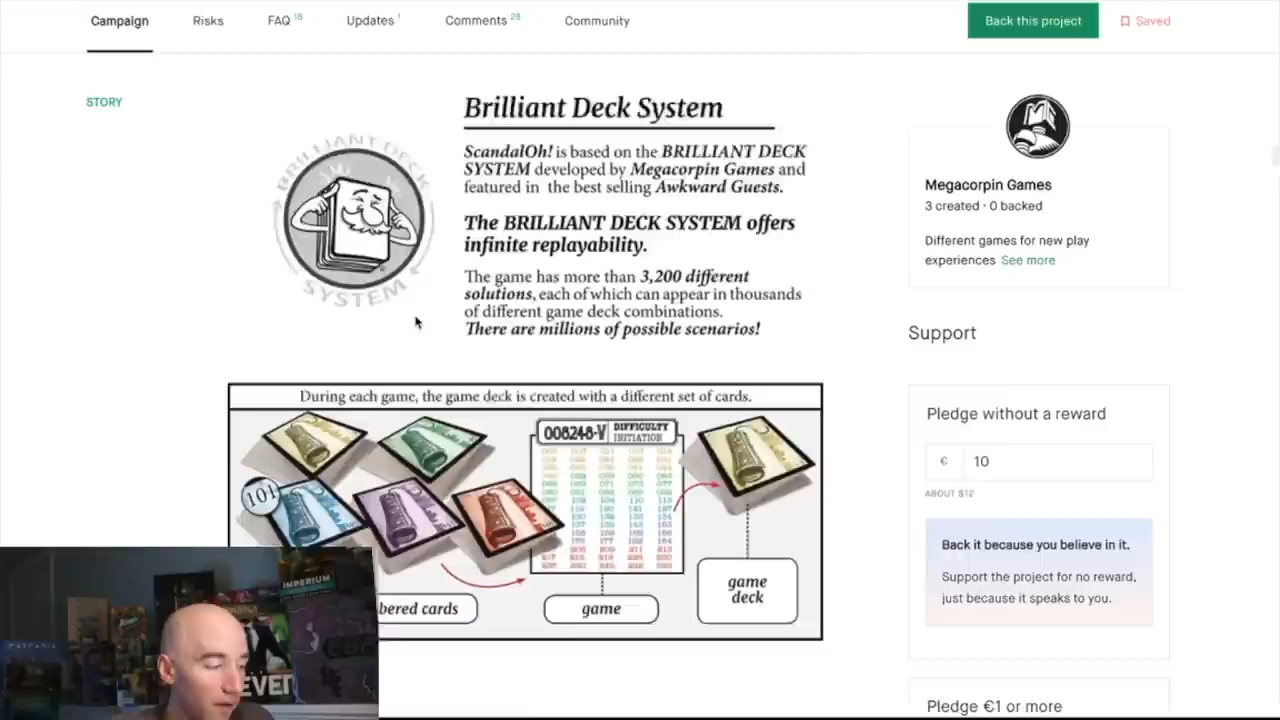 Campaign
Risks
FAQ 18
Updates 1
Comments 28
Community
Back this project
Saved
STORY
BRILLIANT DECK
SYSTEM
Brilliant Deck System
ScandalOh! is based on the BRILLIANT DECK
SYSTEM developed by Megacorpin Games and
featured in the best selling Awkward Guests.
The BRILLIANT DECK SYSTEM offers
infinite replayability.
The game has more than 3,200 different
solutions, each of which can appear in thousands
of different game deck combinations.
There are millions of possible scenarios!
During each game, the game deck is created with a different set of cards.
101
008248-V DIFFICULTY
INITIATION
bered cards
game
game
deck
Megacorpin Games
3 created · 0 backed
Different games for new play
experiences See more
Support
Pledge without a reward
€ 10
ABOUT $12
Back it because you believe in it.
Support the project for no reward,
just because it speaks to you.
Pledge €1 or more
IMPERIUM
CASCADIA
EVEN